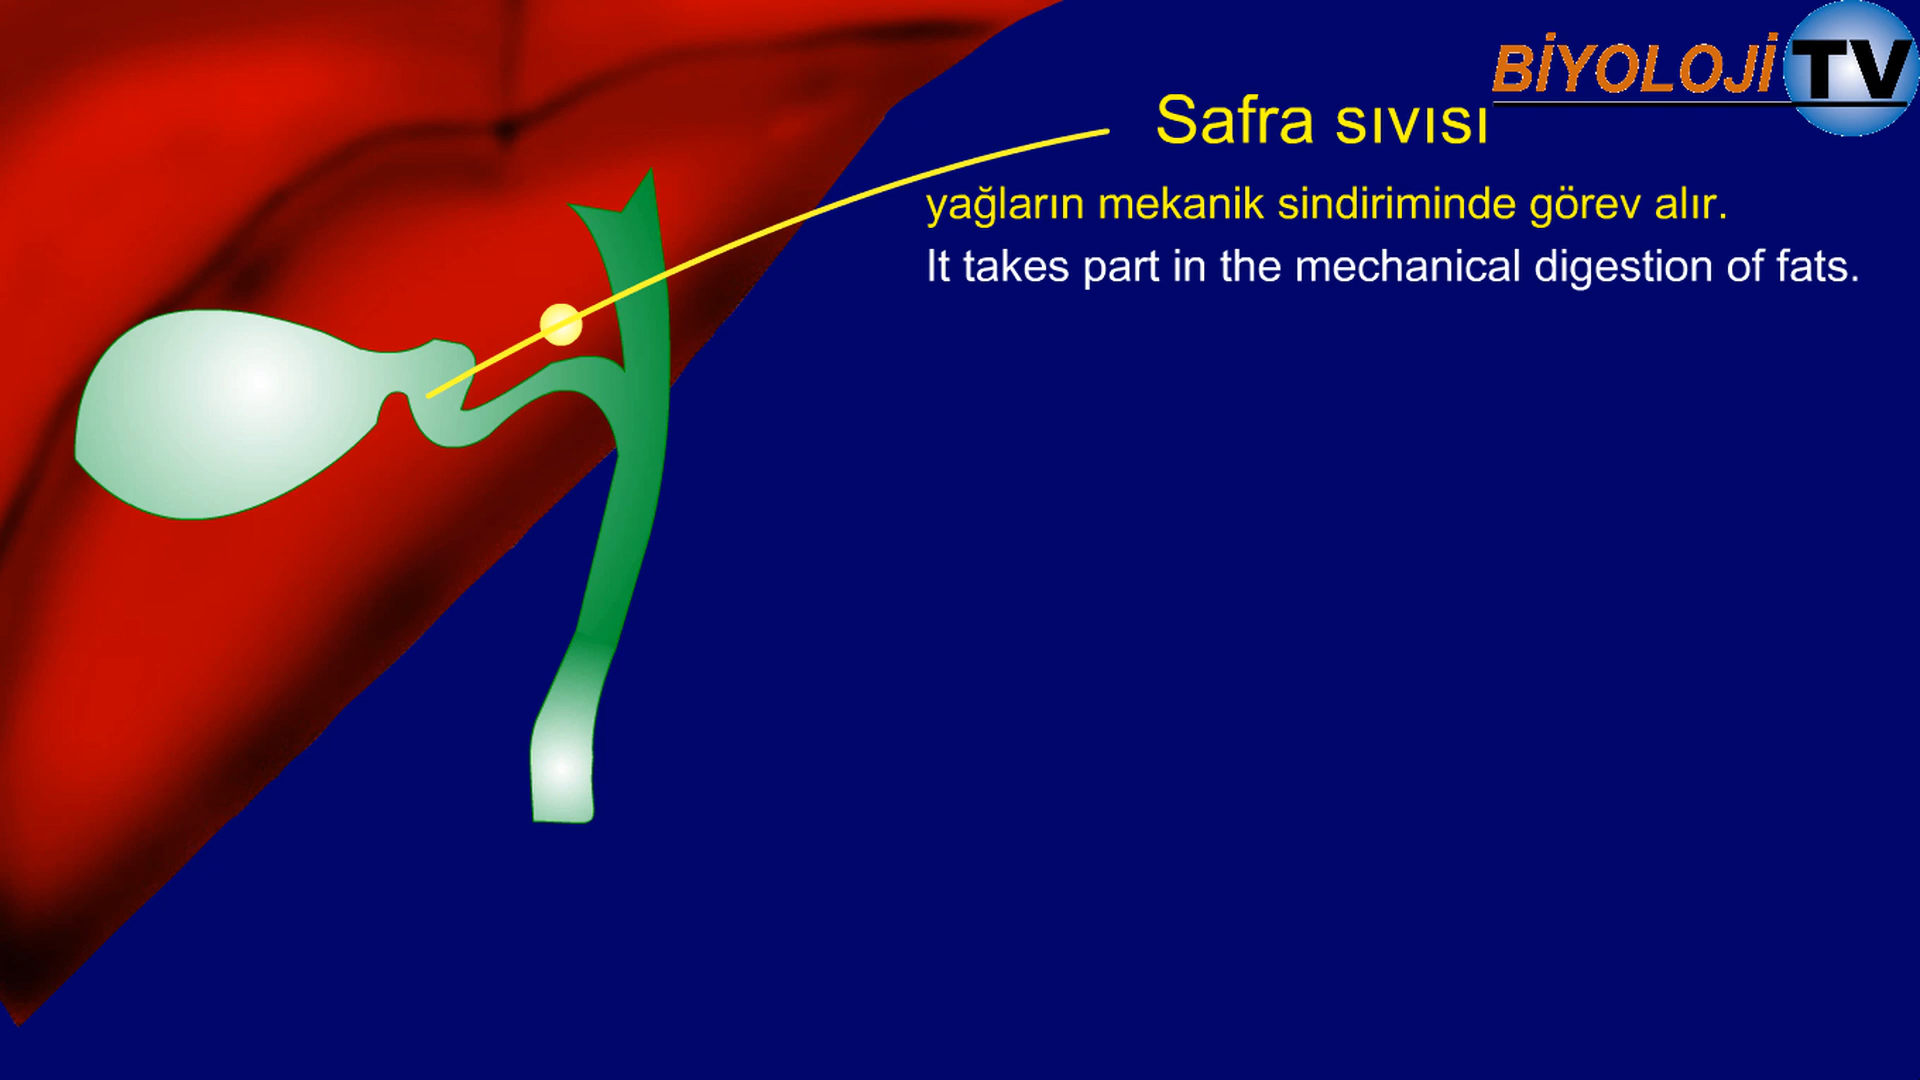 BİYOLOJİ TV
Safra sıvısı
yağların mekanik sindiriminde görev alır.
It takes part in the mechanical digestion of fats.